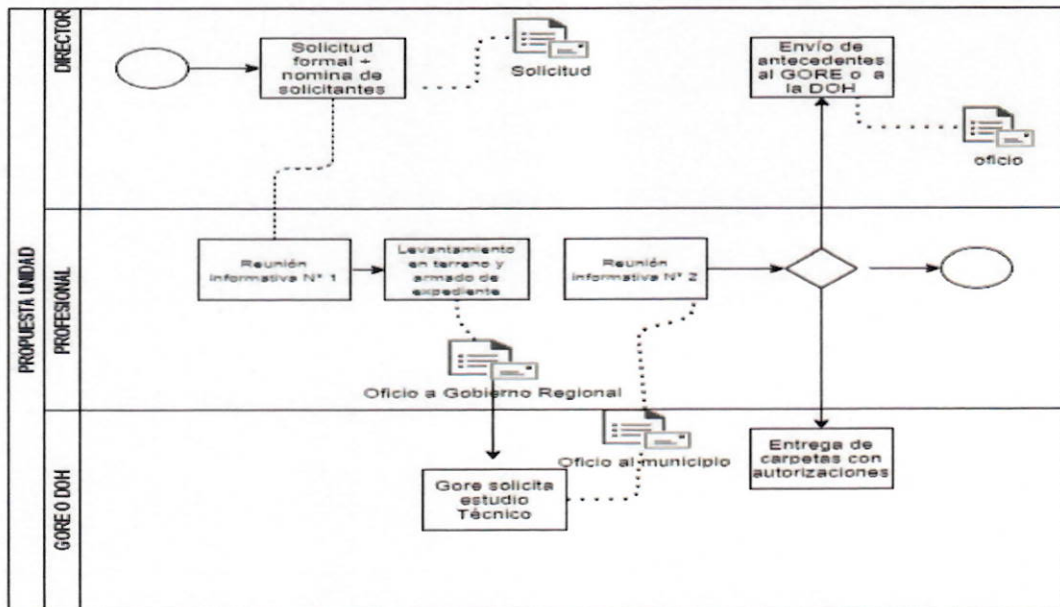 PROPUESTA UNIDAD
DIRECTOR
Solicitud
formal +
nomina de
solicitantes
Solicitud
Envío de
antecedentes
al GORE o a
la DOH
oficio
PROFESIONAL
Reunión
informativa N° 1
Levantamiento
en terreno y
armado de
expediente
Reunión
informativa N° 2
Oficio a Gobierno Regional
GORE O DOH
Oficio al municipio
Gore solicita
estudio
Técnico
Entrega de
carpetas con
autorizaciones